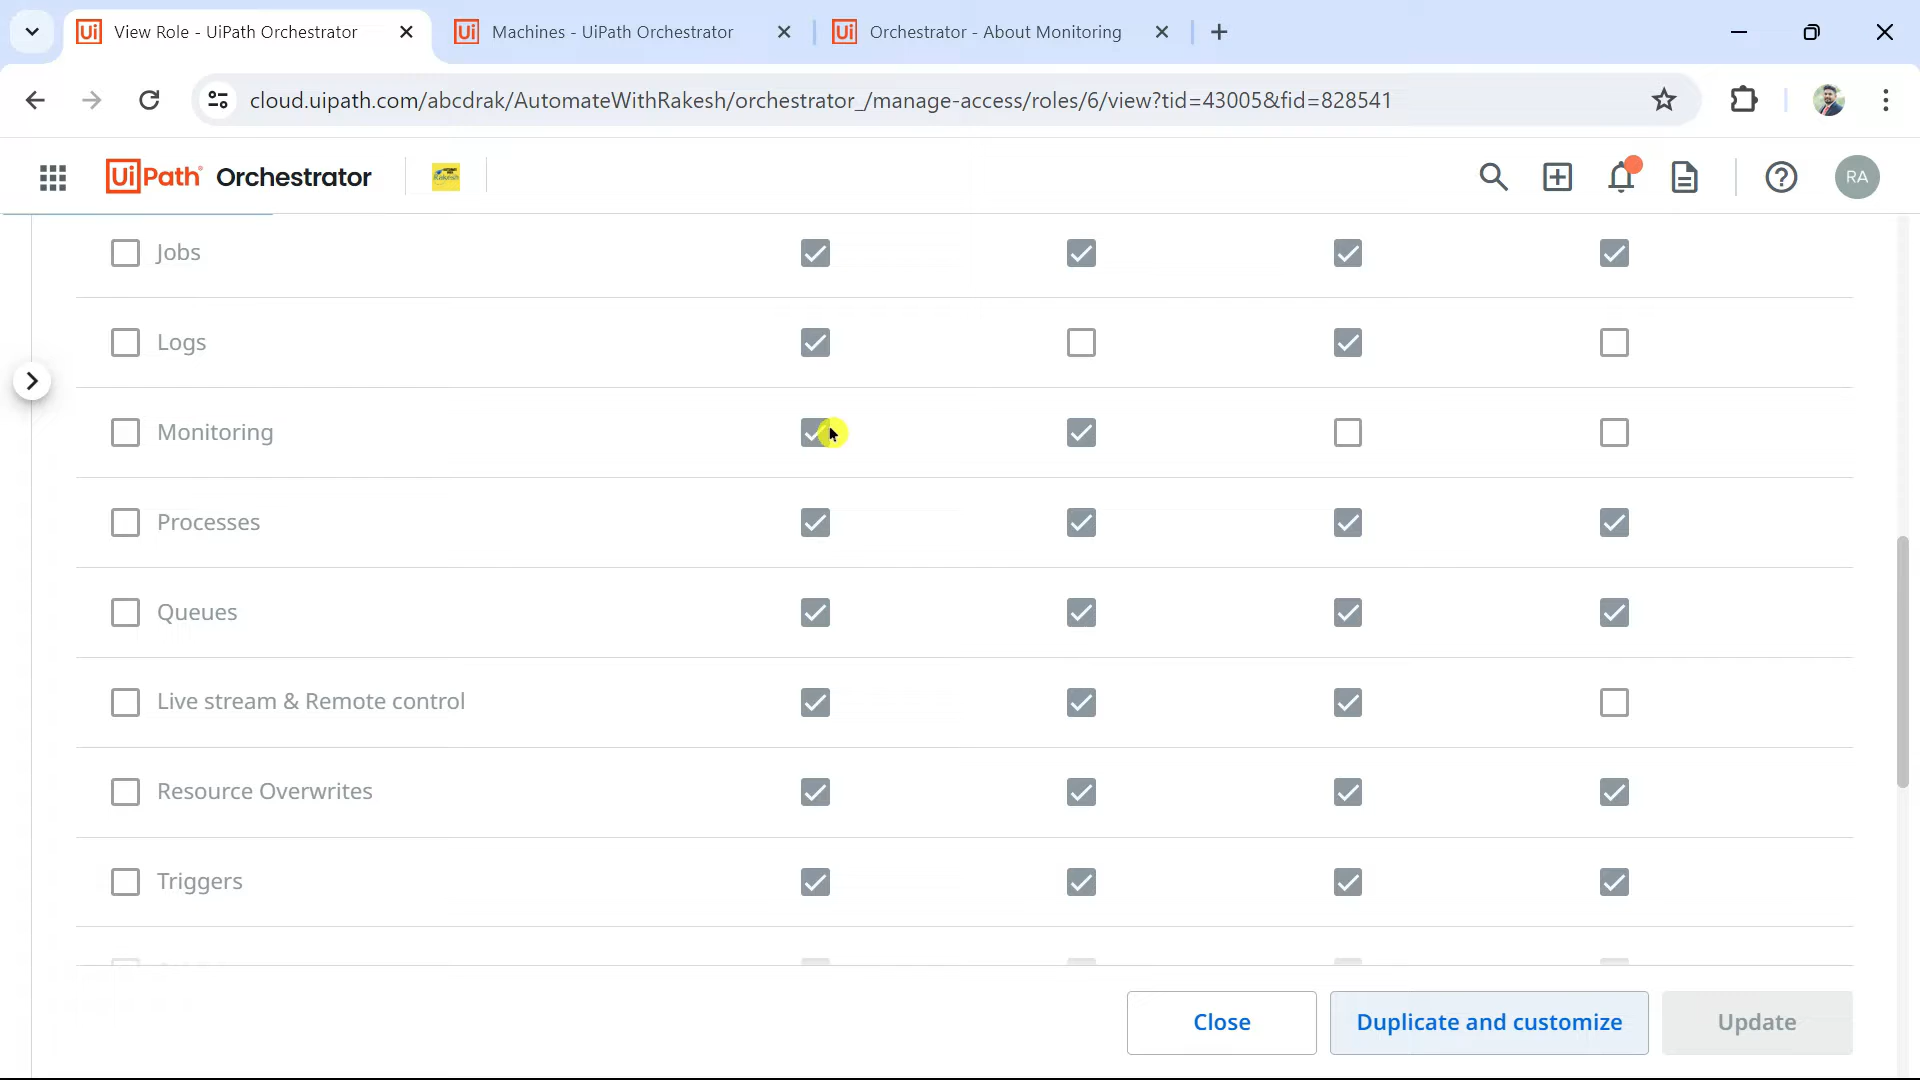 View Role - UiPath Orchestrator
Machines - UiPath Orchestrator
Orchestrator - About Monitoring
cloud.uipath.com/abcdrak/AutomateWithRakesh/orchestrator_/manage-access/roles/6/view?tid=43005&fid=828541
UiPath Orchestrator
RA
Jobs
Logs
Monitoring
Processes
Queues
Live stream & Remote control
Resource Overwrites
Triggers
Close
Duplicate and customize
Update